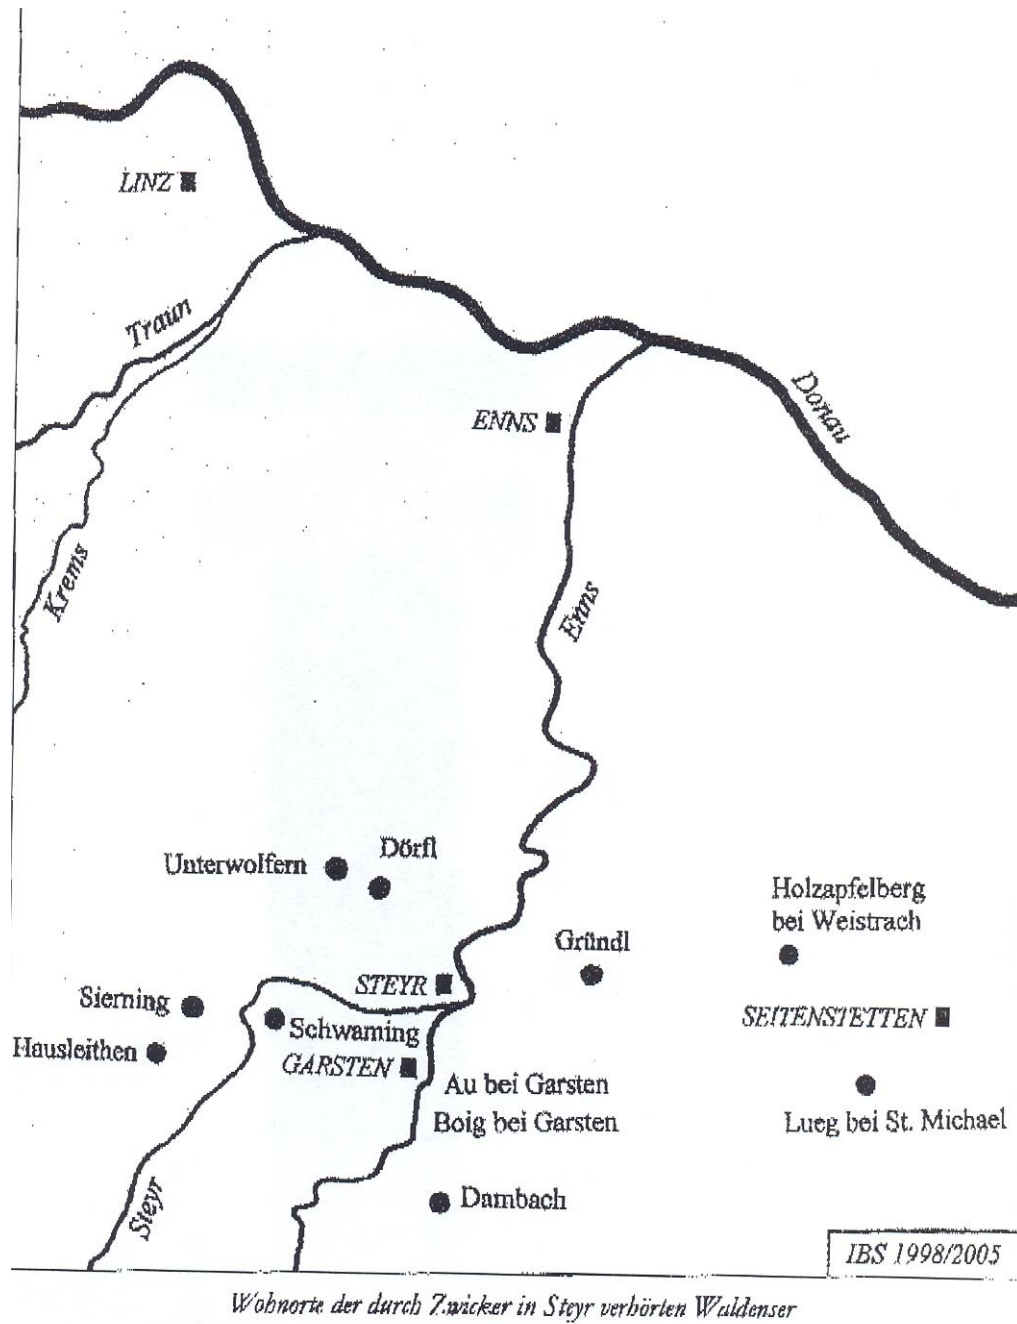 LINZ
Traun
Donau
ENNS
Krems
Enns
Dörfl
Unterwolfern
Holzapfelberg
bei Weistrach
Gründl
STEYR
Sierning
SEITENSTETTEN
Schwaming
Hausleithen
GARSTEN
Au bei Garsten
Boig bei Garsten
Lueg bei St. Michael
Steyr
Dambach
IBS 1998/2005
Wohnorte der durch Zwicker in Steyr verhörten Waldenser